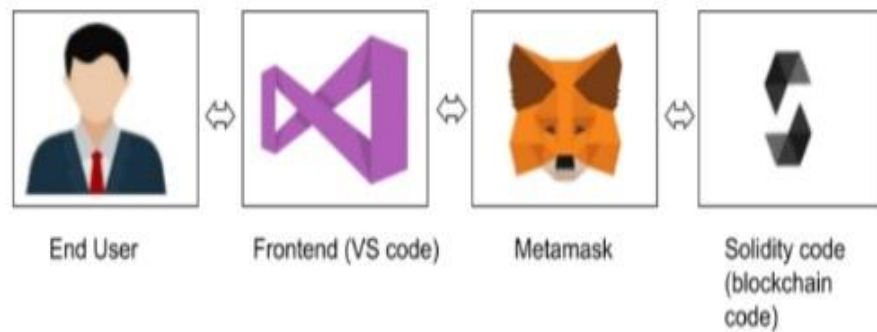 End User
Frontend (VS code)
Metamask
Solidity code
(blockchain
code)